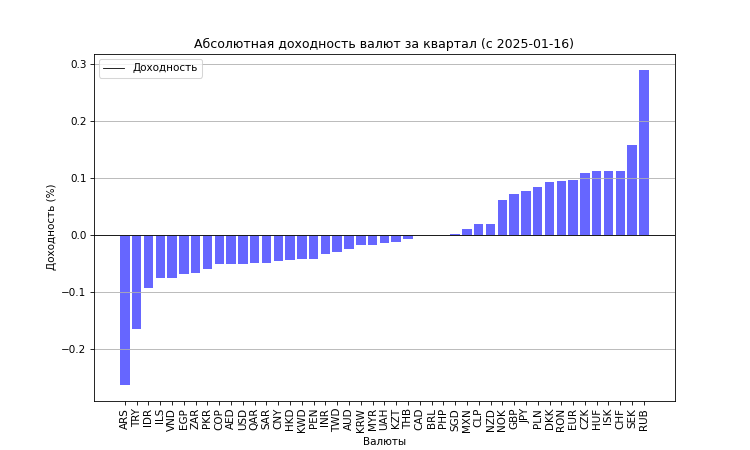 Абсолютная доходность валют за квартал (с 2025-01-16)
Доходность
0.3
0.2
0.1
0.0
−0.1
−0.2
Доходность (%)
ARS TRY IDR ILS VND EGP ZAR PKR COP AED USD QAR SAR CNY HKD KWD PEN INR TWD AUD KRW MYR UAH KZT THB CAD BRL PHP SGD MXN CLP NZD NOK GBP JPY PLN DKK RON EUR CZK HUF ISK CHF SEK RUB
Валюты